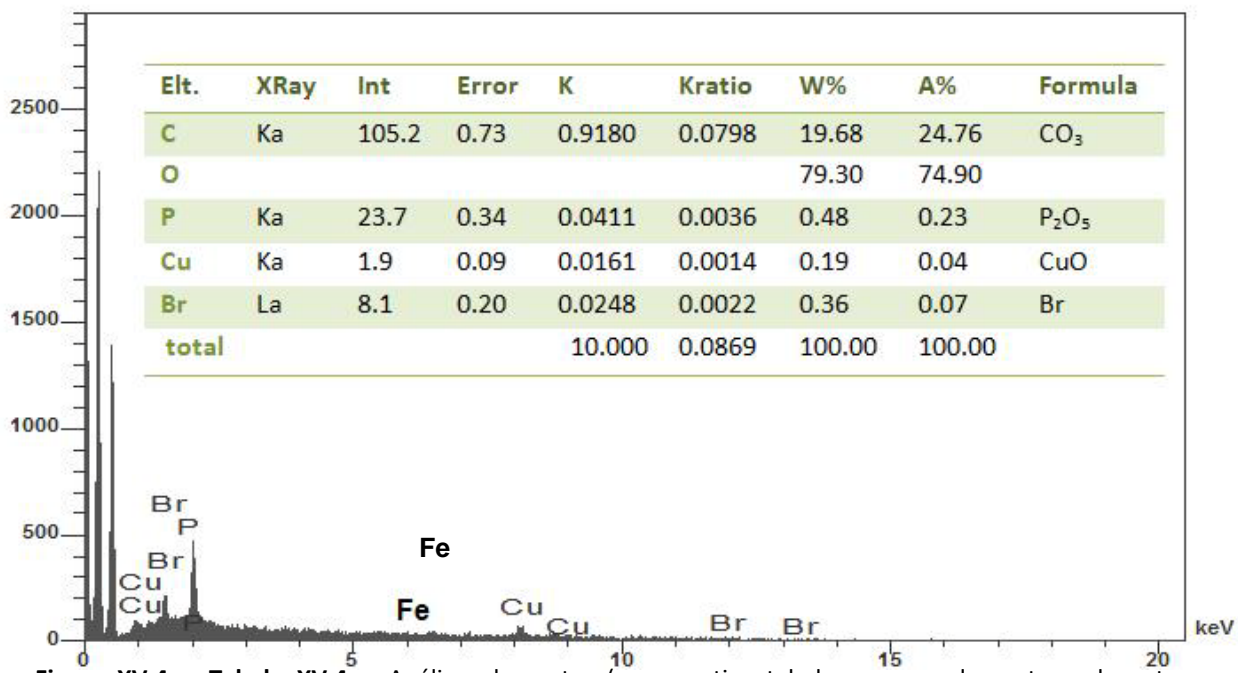 Elt. XRay Int Error K Kratio W% A% Formula
C Ka 105.2 0.73 0.9180 0.0798 19.68 24.76 CO₃
O 79.30 74.90
P Ka 23.7 0.34 0.0411 0.0036 0.48 0.23 P₂O₅
Cu Ka 1.9 0.09 0.0161 0.0014 0.19 0.04 CuO
Br La 8.1 0.20 0.0248 0.0022 0.36 0.07 Br
total 10.000 0.0869 100.00 100.00
2500
2000
1500
1000
500
0
Br
P
Br
Cu
Cu
P
Fe
Fe
Cu
Cu
Br
Br
keV
0 5 10 15 20